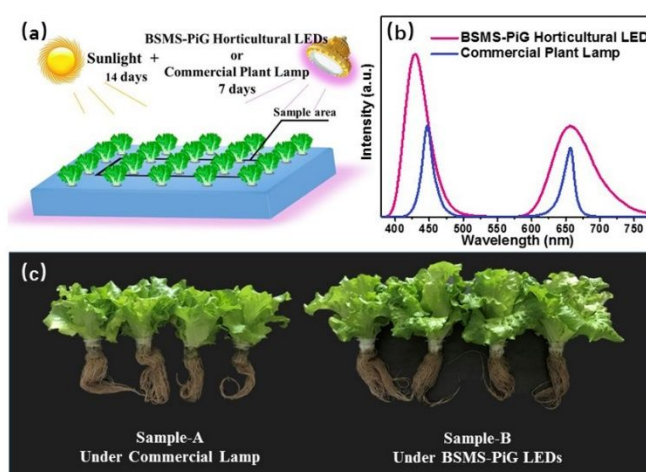 (a)
BSMS-PiG Horticultural LEDs
Sunlight + or
14 days Commercial Plant Lamp
7 days
Sample area
(b)
BSMS-PiG Horticultural LED
Commercial Plant Lamp
Intensity (a.u.)
400 450 500 550 600 650 700 750
Wavelength (nm)
(c)
Sample-A
Under Commercial Lamp
Sample-B
Under BSMS-PiG LEDs